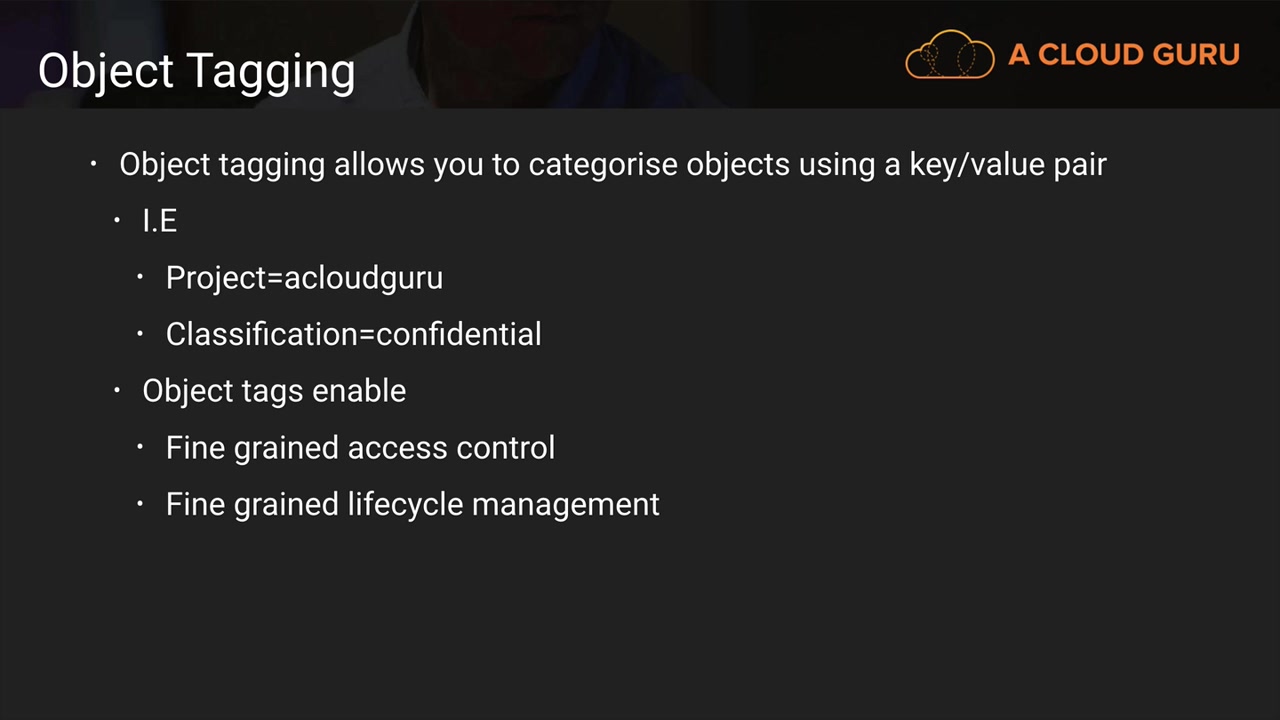 Object Tagging
A CLOUD GURU
• Object tagging allows you to categorise objects using a key/value pair
• I.E
• Project=acloudguru
• Classification=confidential
• Object tags enable
• Fine grained access control
• Fine grained lifecycle management